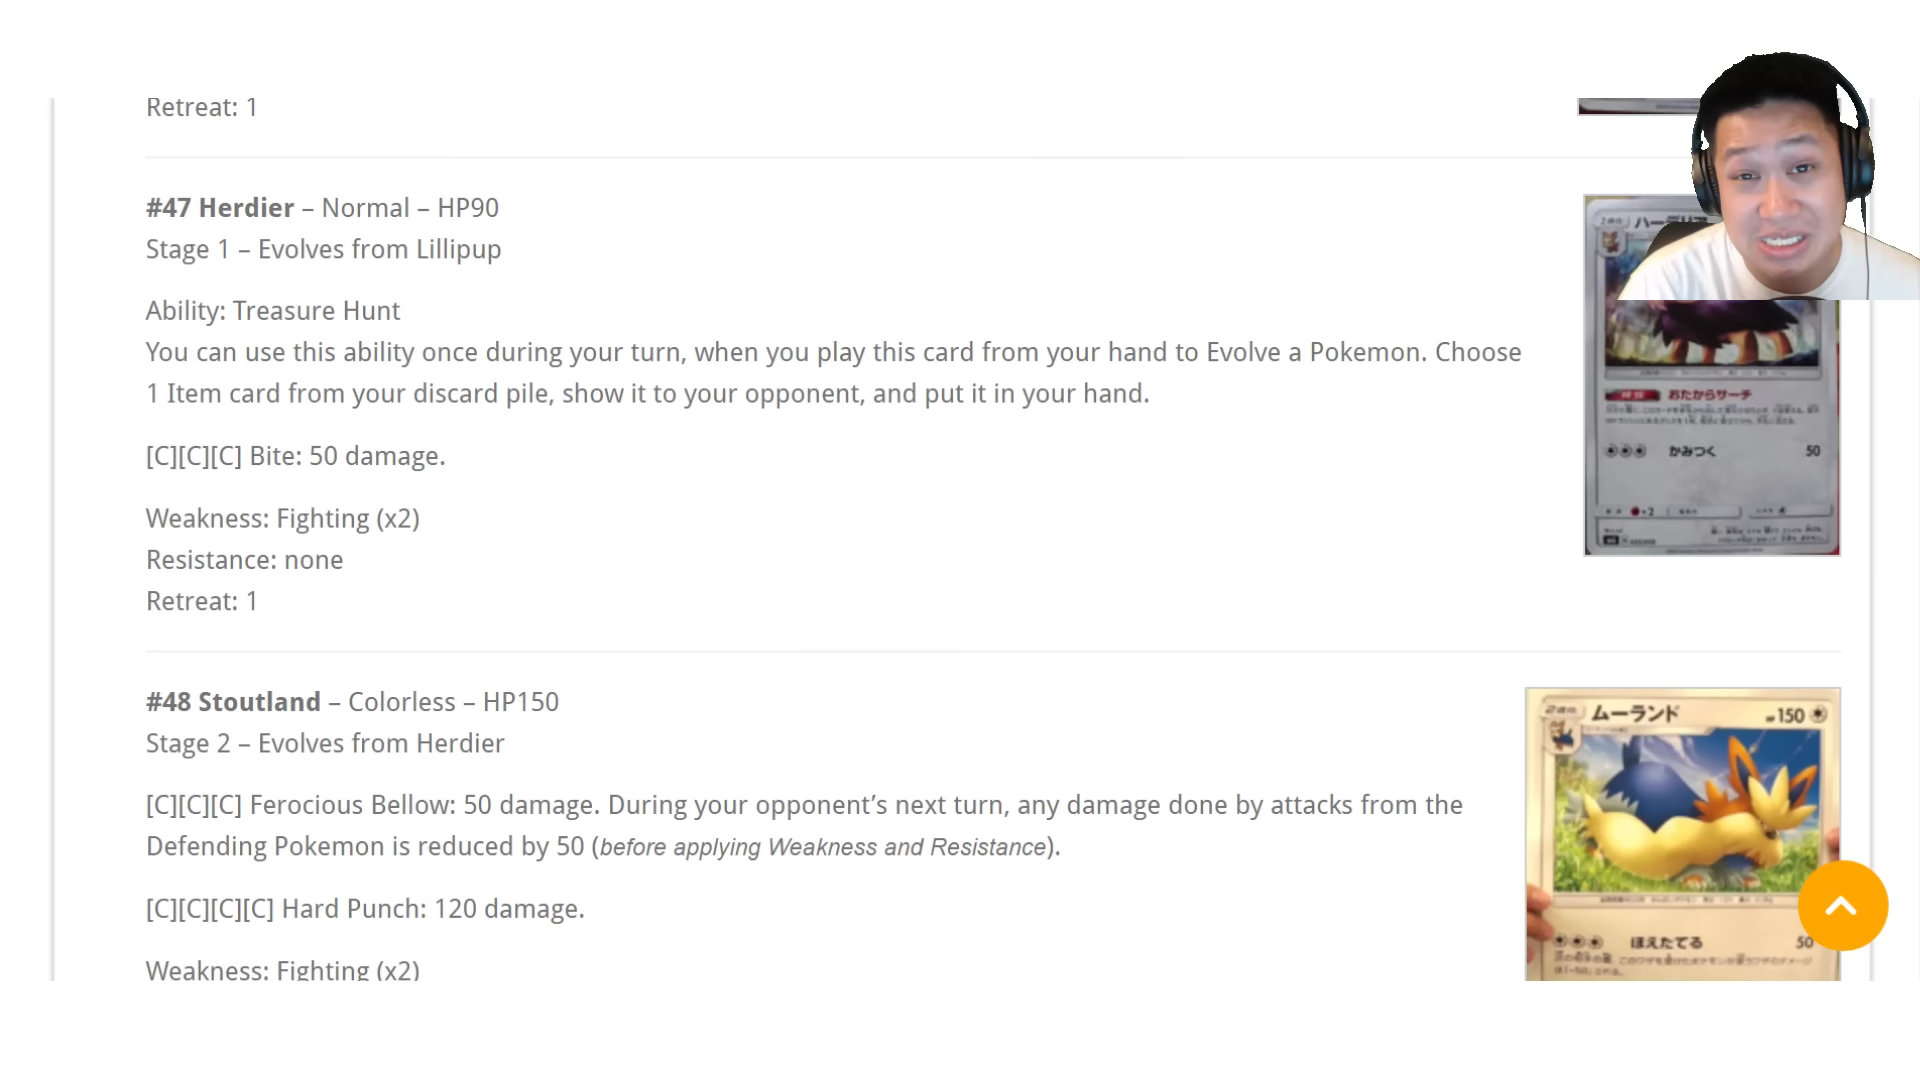 Retreat: 1
#47 Herdier – Normal – HP90
Stage 1 – Evolves from Lillipup
Ability: Treasure Hunt
You can use this ability once during your turn, when you play this card from your hand to Evolve a Pokemon. Choose
1 Item card from your discard pile, show it to your opponent, and put it in your hand.
[C][C][C] Bite: 50 damage.
Weakness: Fighting (x2)
Resistance: none
Retreat: 1
おたからサーチ
かみつく 50
×2
#48 Stoutland – Colorless – HP150
Stage 2 – Evolves from Herdier
[C][C][C] Ferocious Bellow: 50 damage. During your opponent’s next turn, any damage done by attacks from the
Defending Pokemon is reduced by 50 (before applying Weakness and Resistance).
[C][C][C][C] Hard Punch: 120 damage.
Weakness: Fighting (x2)
ムーランド HP 150
ほえたてる 50